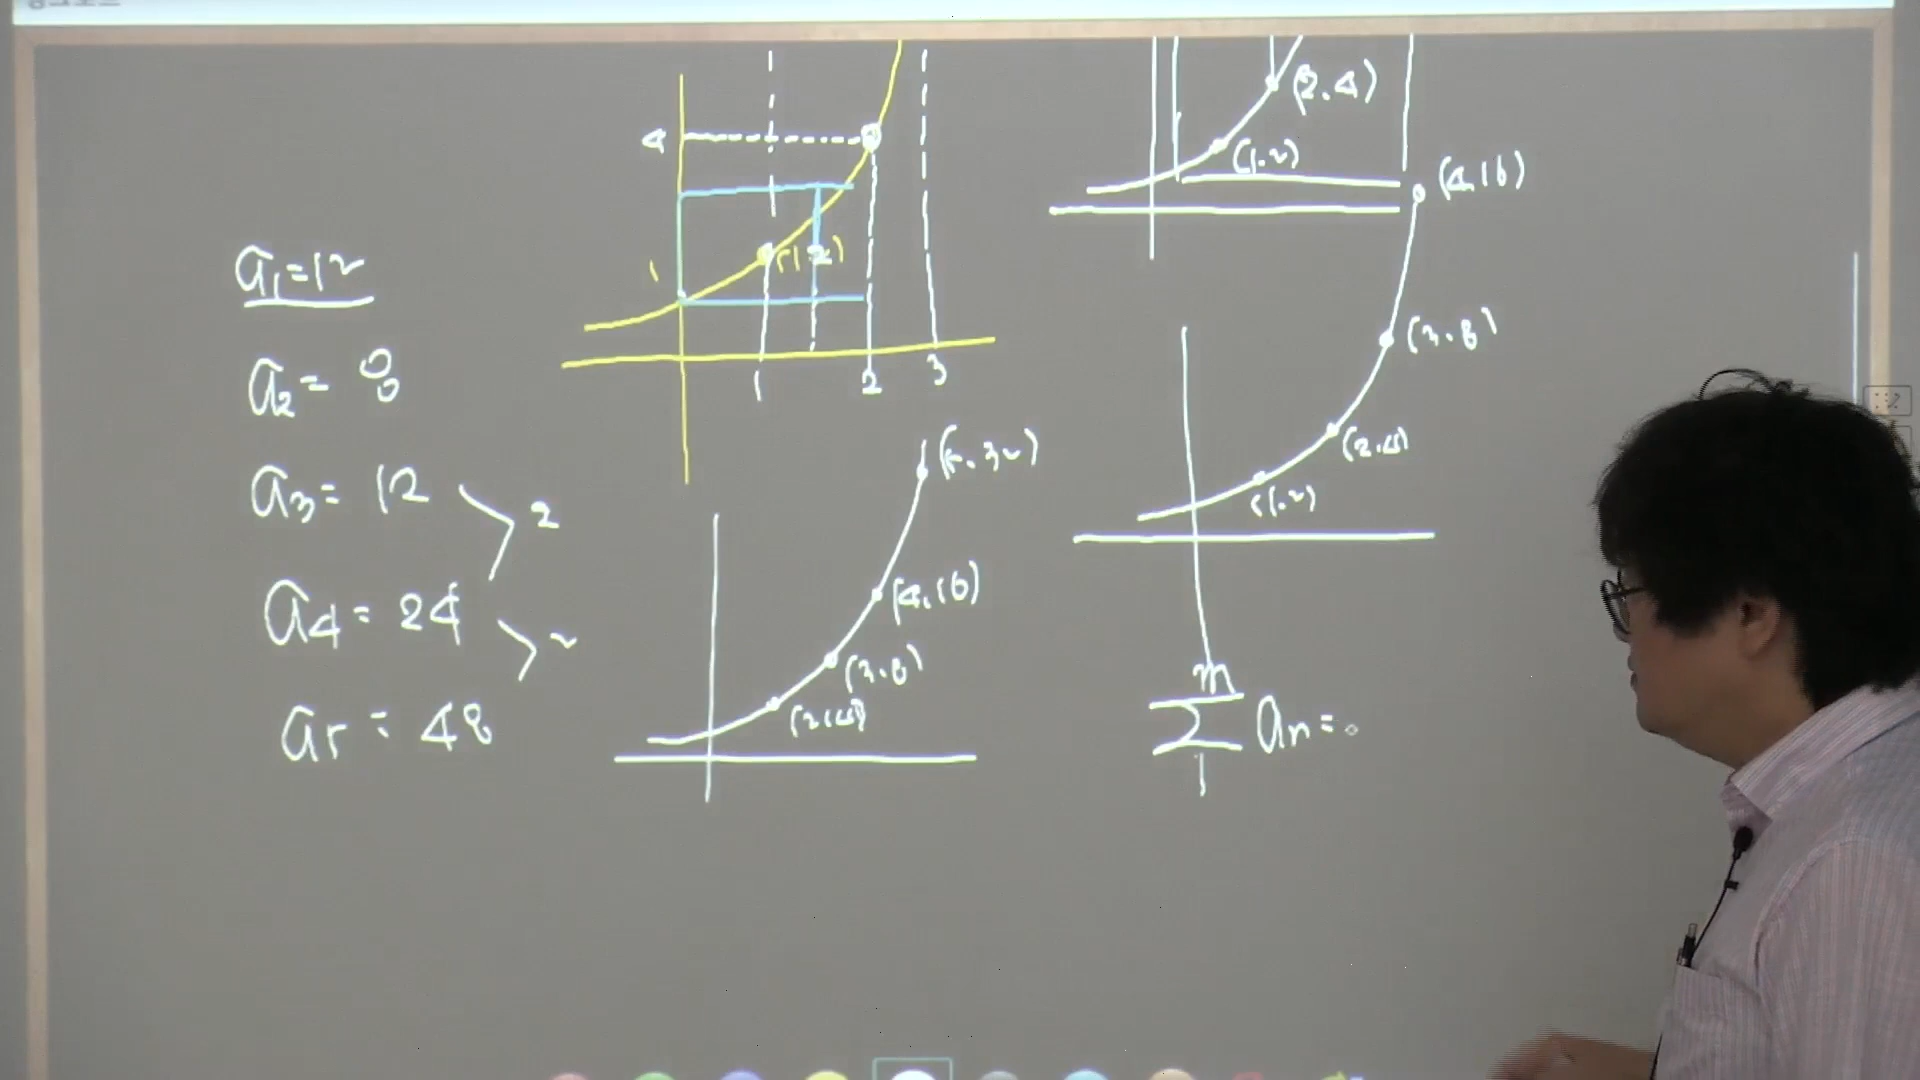 a₁=12
a₂= 8
a₃= 12
2
a₄= 24
2
a₅= 48
4
1
(1.2)
1
2
3
(2.4)
(1.2)
(4.16)
(3.8)
(2.4)
(1.2)
(5.32)
(4.16)
(3.8)
(2.4)
m
∑ aₙ=
1